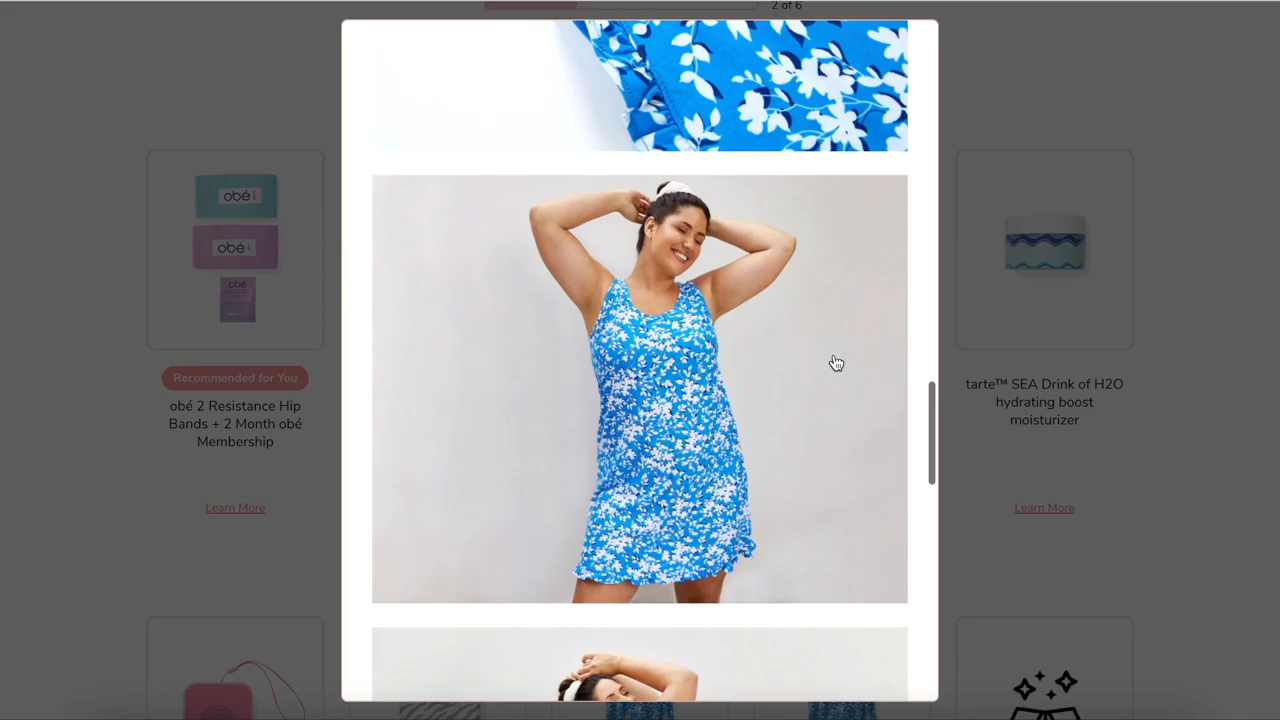 2 of 6
obé
obé
obé
Recommended for You
obé 2 Resistance Hip
Bands + 2 Month obé
Membership
Learn More
tarte™ SEA Drink of H2O
hydrating boost
moisturizer
Learn More